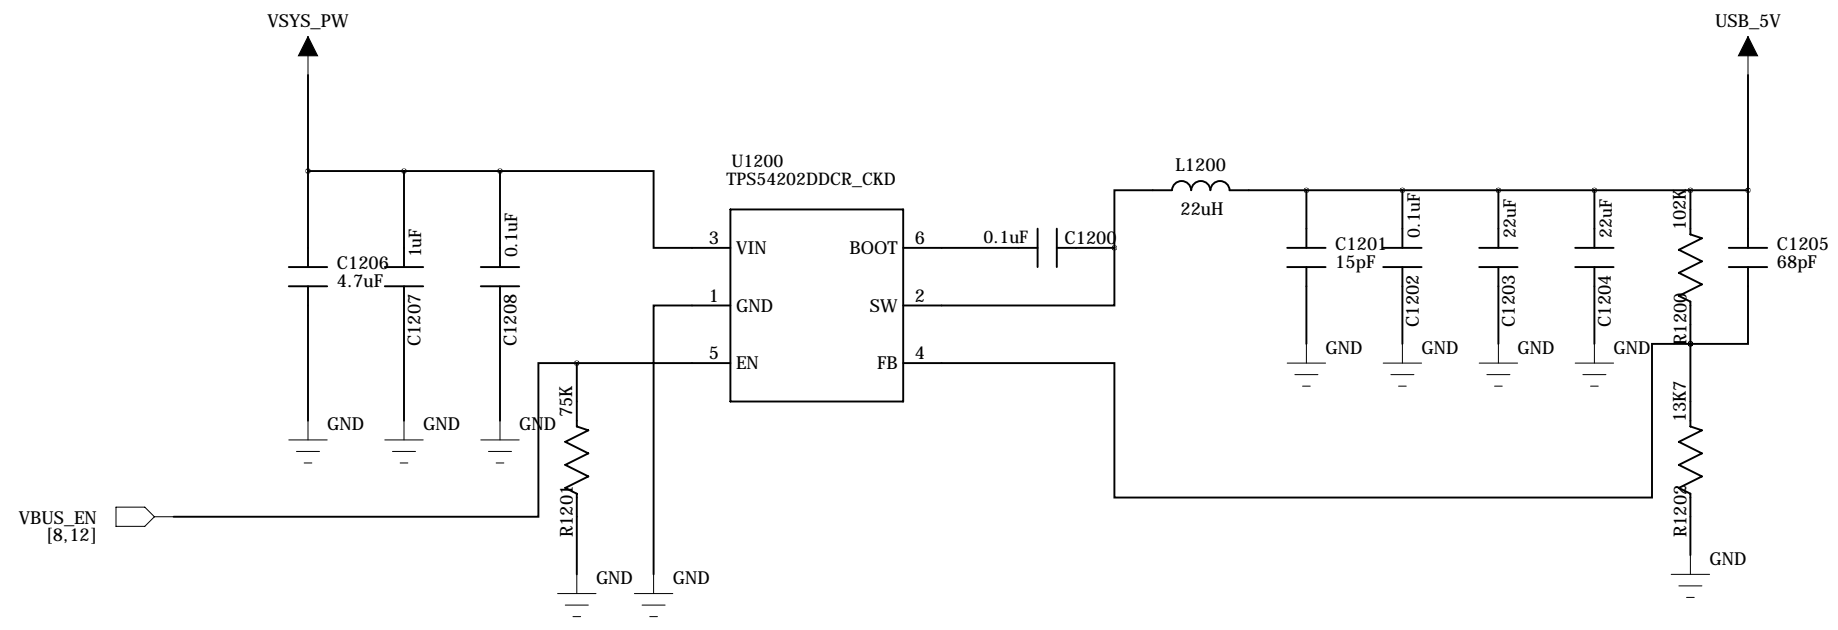 VSYS_PW
USB_5V
U1200
TPS54202DDCR_CKD
L1200
22uH
C1206
4.7uF
1uF
C1207
0.1uF
C1208
3
VIN
1
GND
5
EN
BOOT
6
SW
2
FB
4
0.1uF
C1200
C1201
15pF
0.1uF
C1202
22uF
C1203
22uF
C1204
102K
R1200
C1205
68pF
GND
GND
GND
GND
GND
GND
GND
75K
R1201
13K7
R1202
VBUS_EN
[8,12]
GND
GND
GND